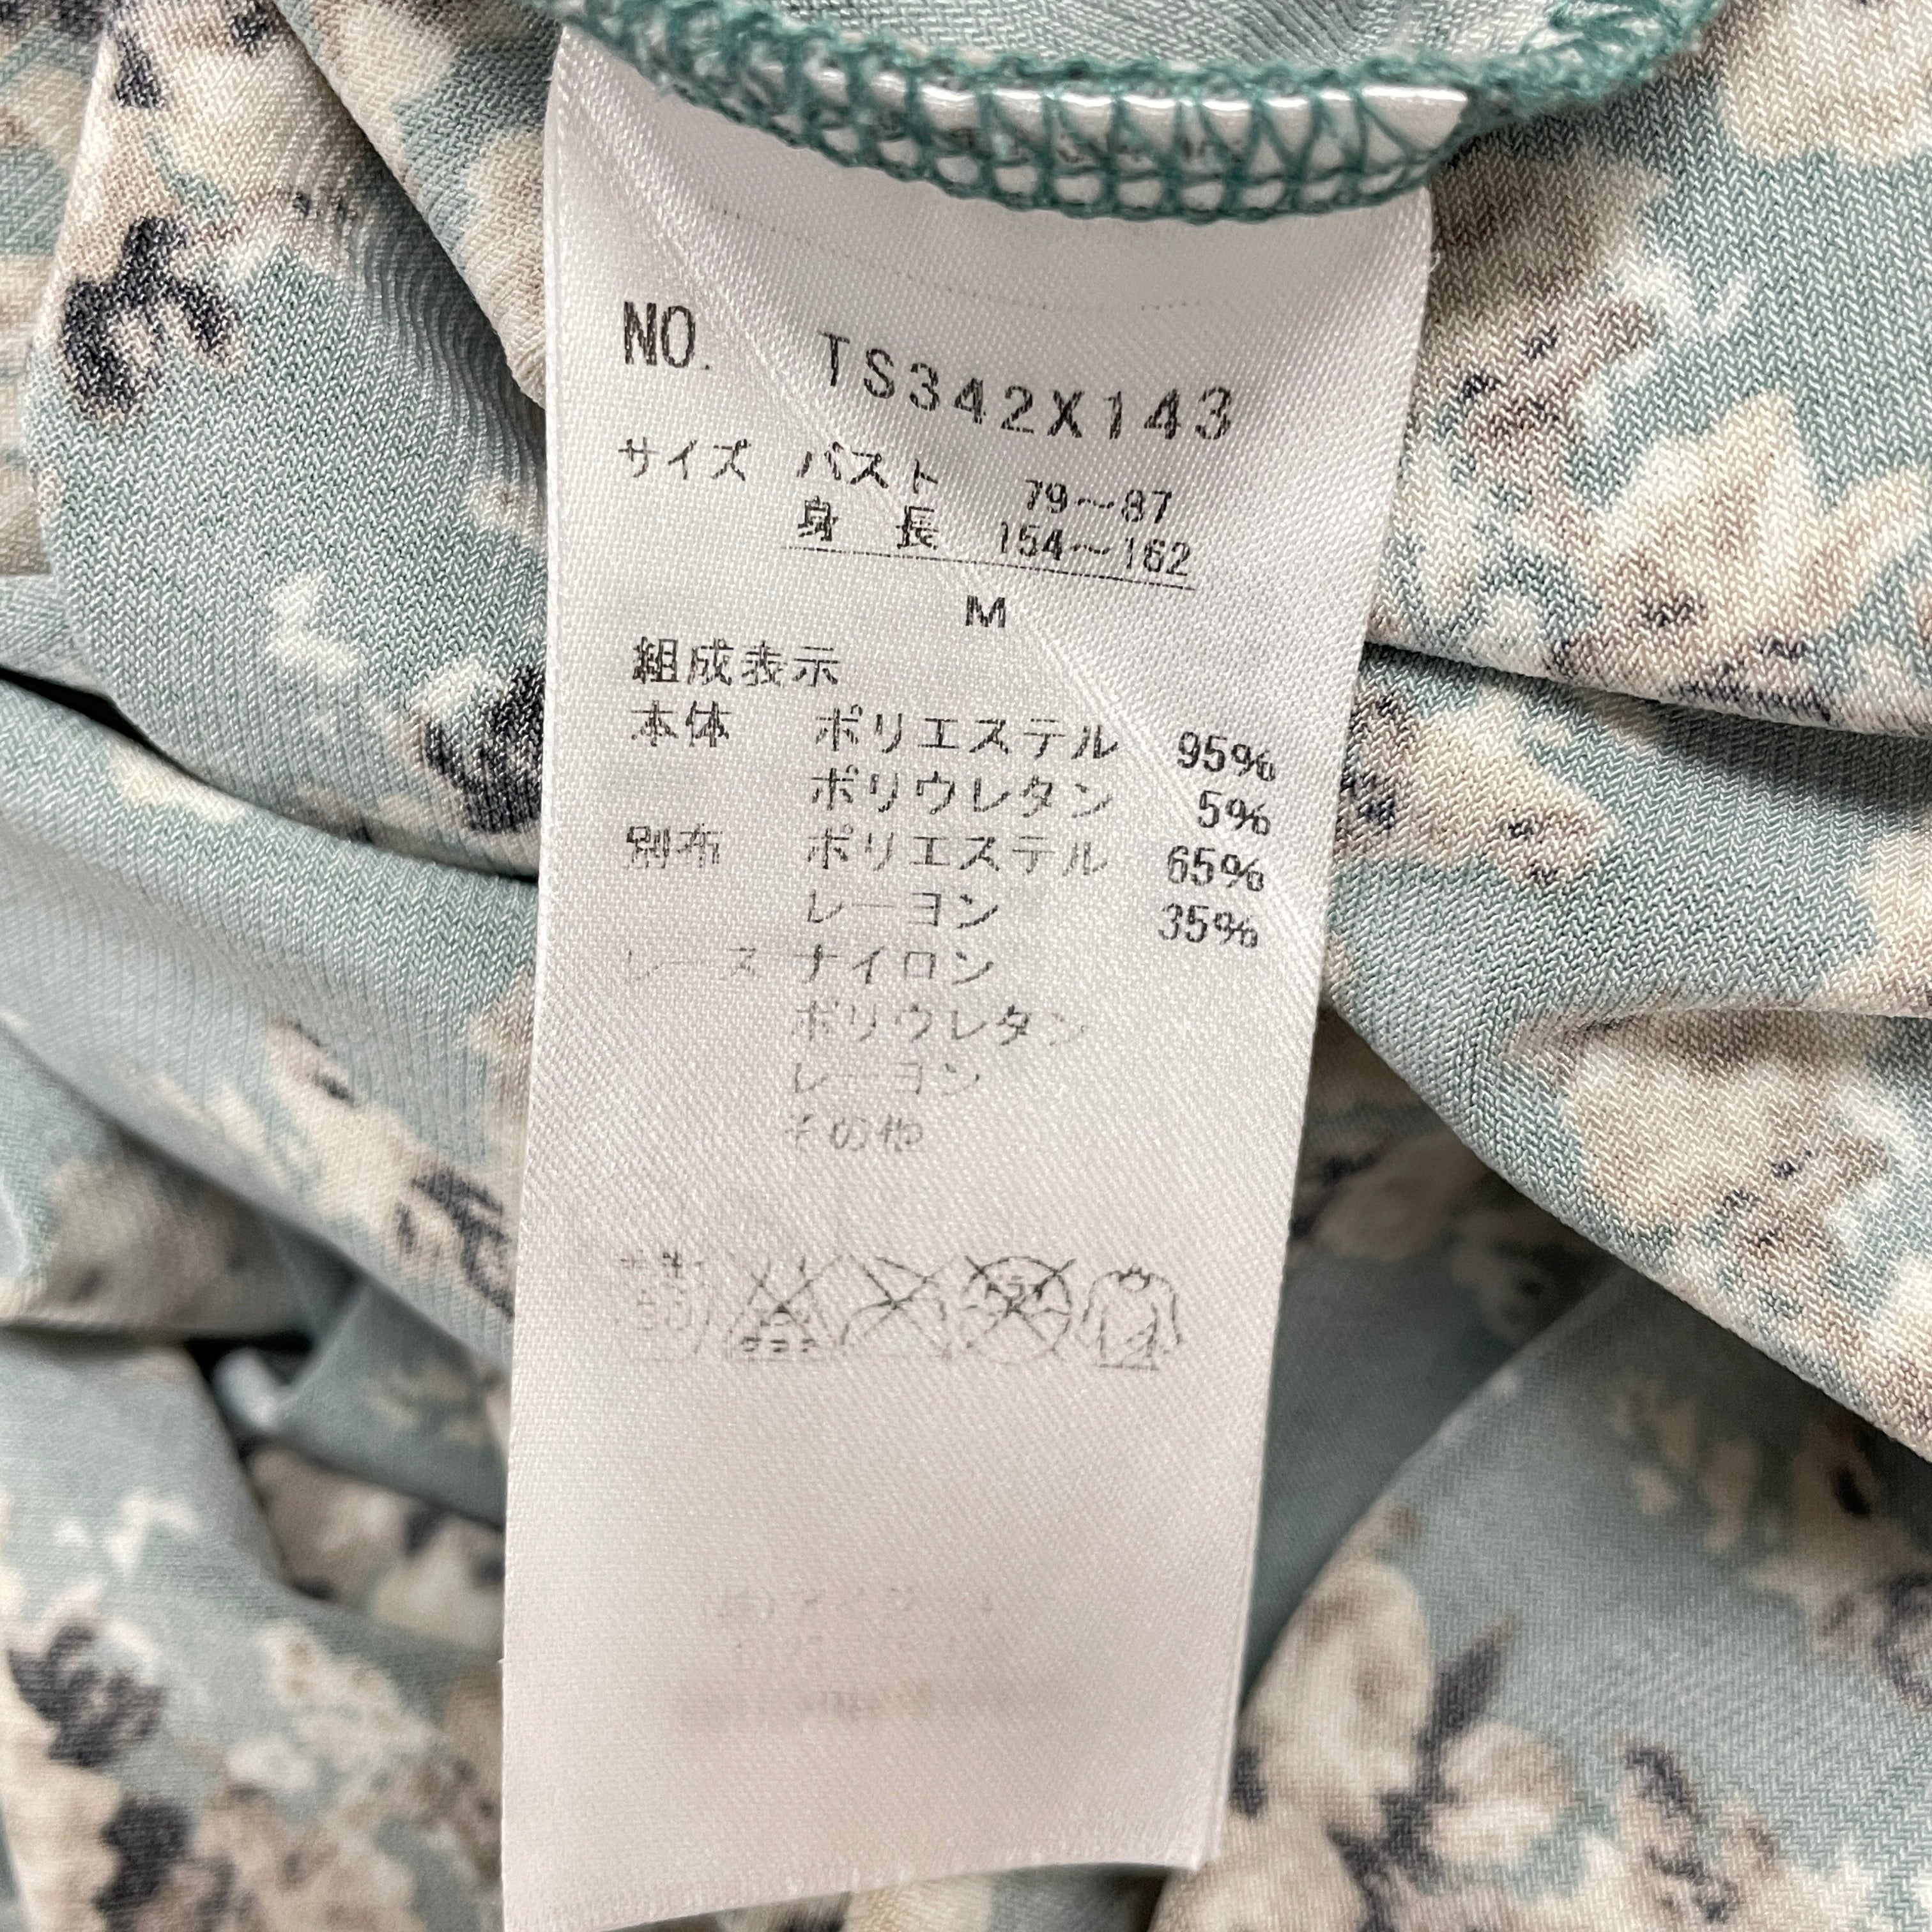 NO. TS342X143
サイズ バスト 79~87
身 長 154~162
M
組成表示
本体 ポリエステル 95%
ポリウレタン 5%
別布 ポリエステル 65%
レーヨン 35%
レース ナイロン
ポリウレタン
レーヨン
その他